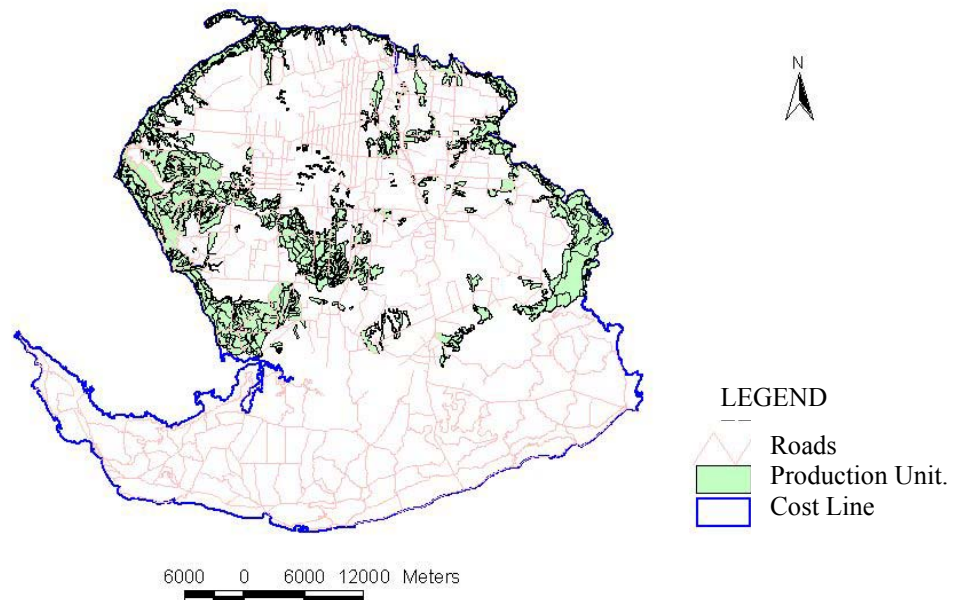 N
LEGEND
Roads
Production Unit.
Cost Line
6000 0 6000 12000 Meters